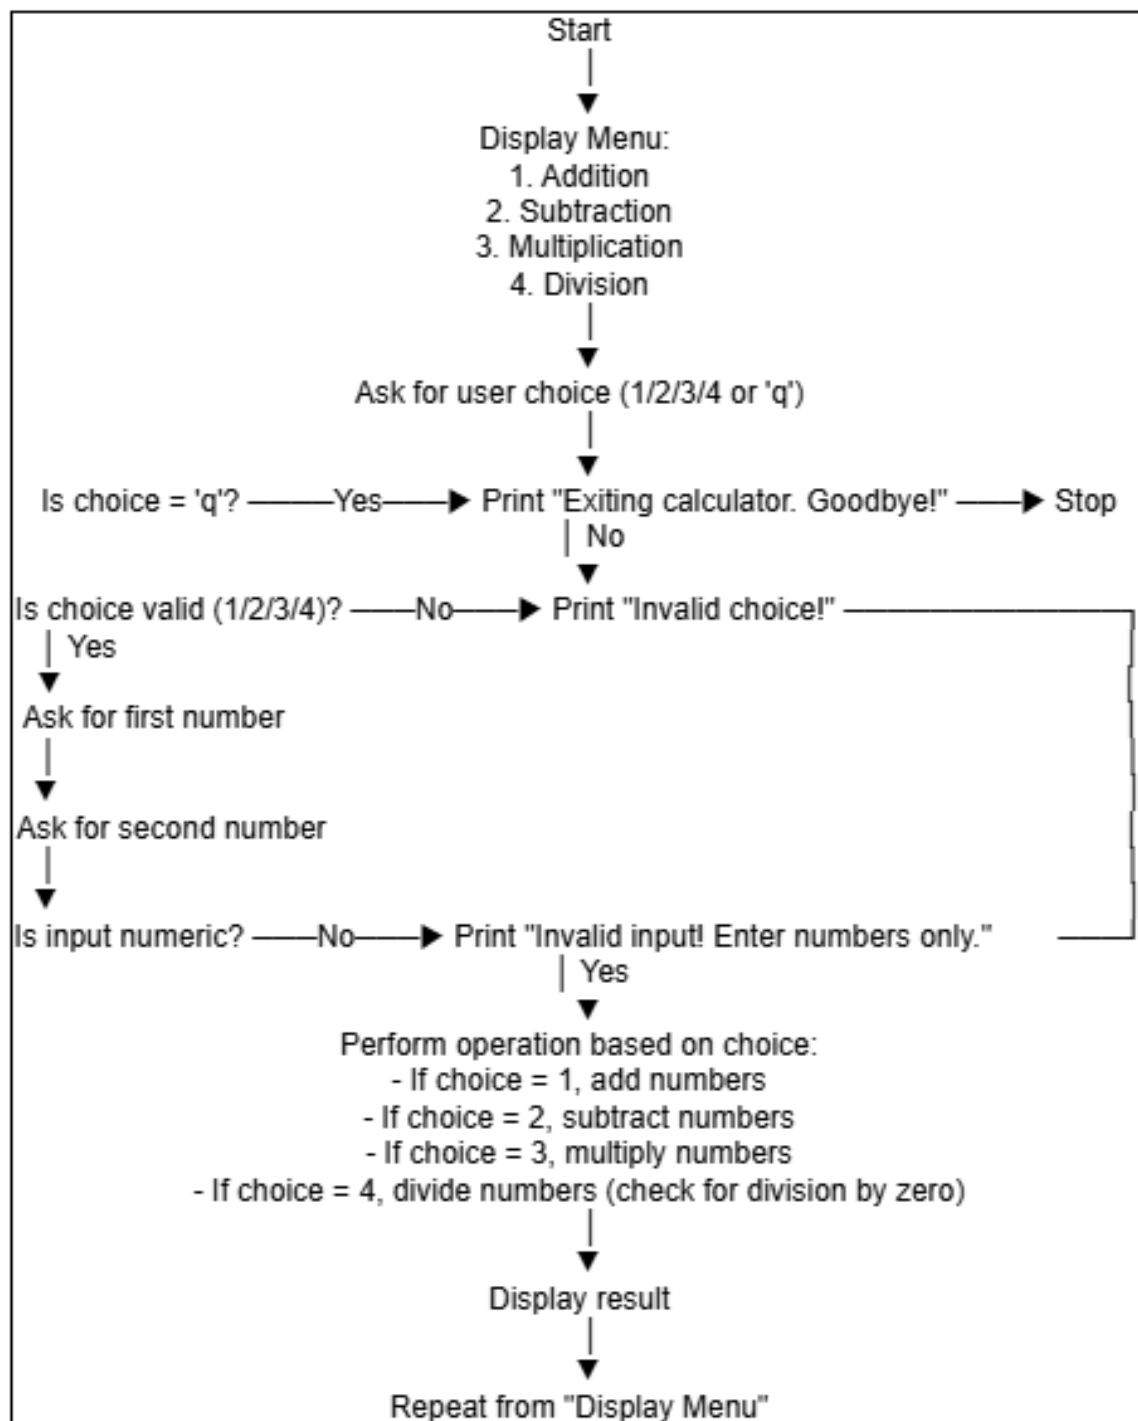 Start
Display Menu:
1. Addition
2. Subtraction
3. Multiplication
4. Division
Ask for user choice (1/2/3/4 or 'q')
Is choice = 'q'? Yes Print "Exiting calculator. Goodbye!" Stop
No
Is choice valid (1/2/3/4)? No Print "Invalid choice!"
Yes
Ask for first number
Ask for second number
Is input numeric? No Print "Invalid input! Enter numbers only."
Yes
Perform operation based on choice:
- If choice = 1, add numbers
- If choice = 2, subtract numbers
- If choice = 3, multiply numbers
- If choice = 4, divide numbers (check for division by zero)
Display result
Repeat from "Display Menu"